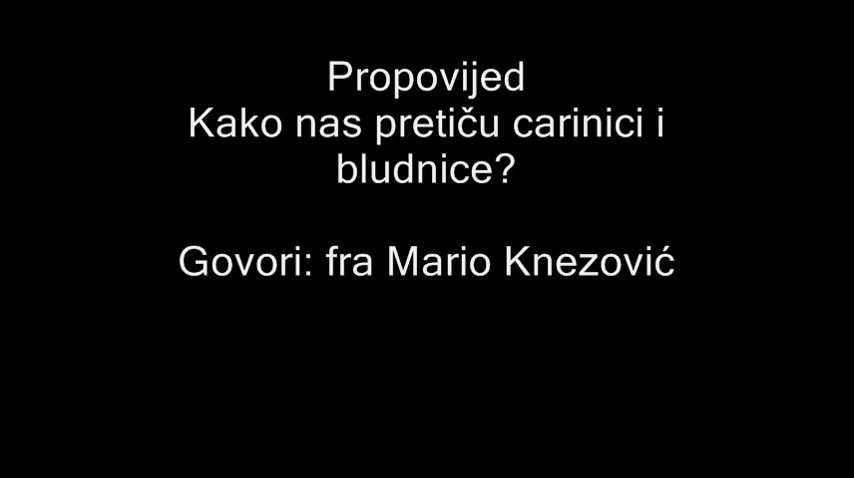 Propovijed
Kako nas pretiču carinici i
bludnice?
Govori: fra Mario Knezović